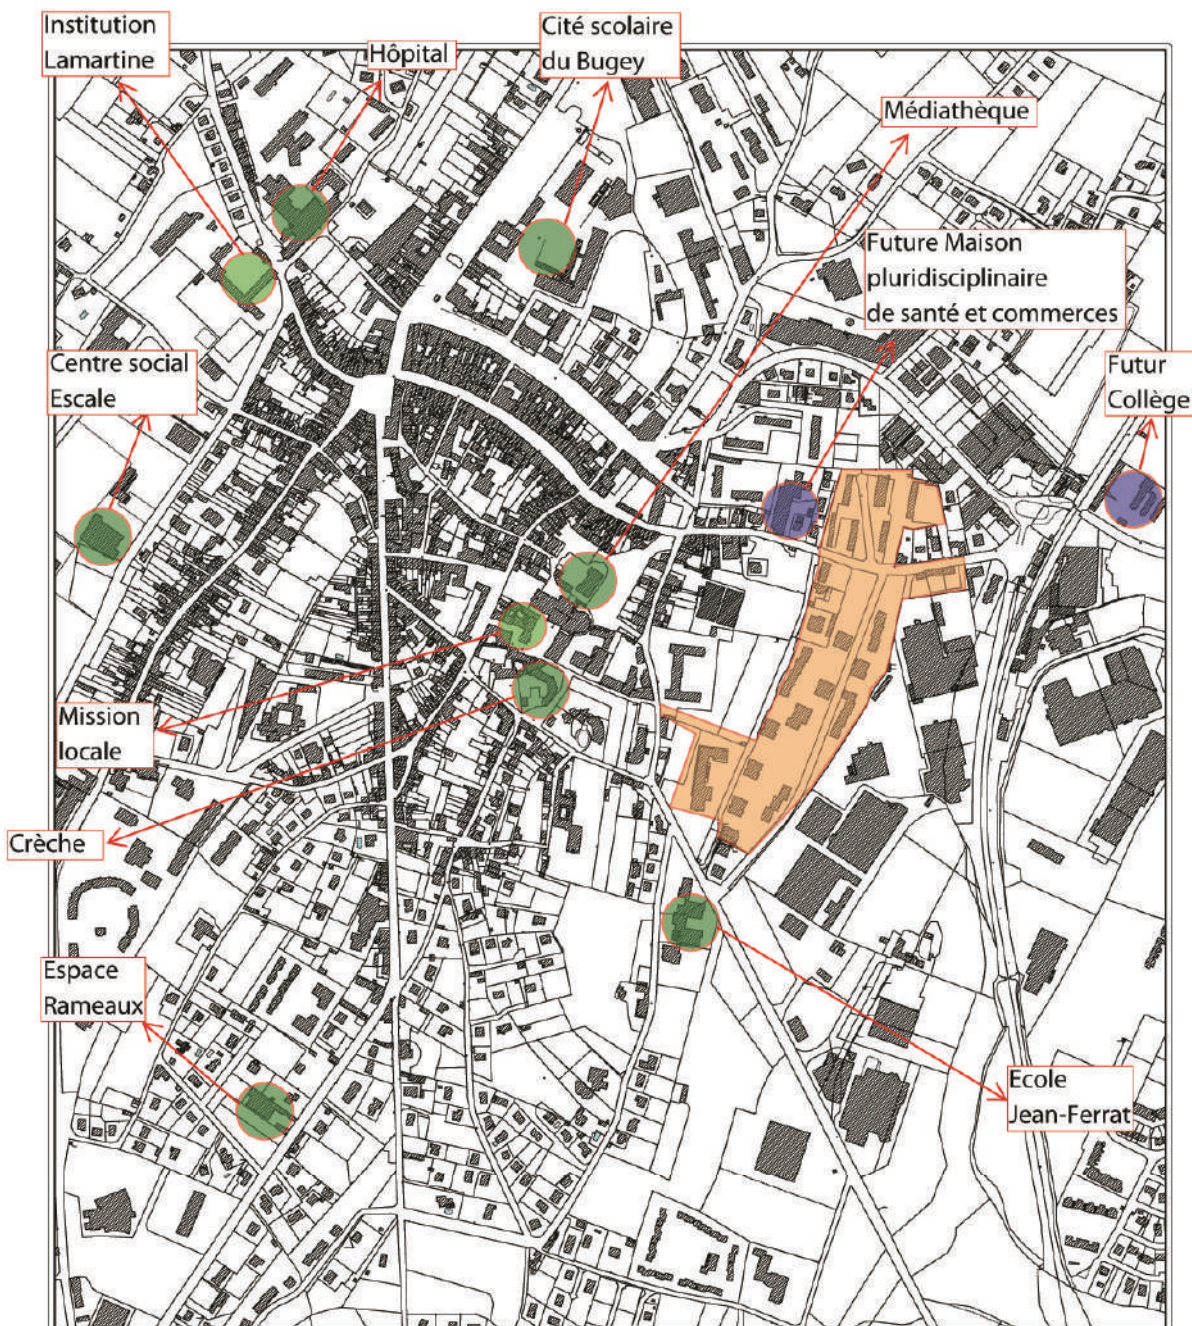 Institution
Lamartine
Hôpital
Cité scolaire
du Bugey
Médiathèque
Future Maison
pluridisciplinaire
de santé et commerces
Centre social
Escale
Futur
Collège
Mission
locale
Crèche
Espace
Rameaux
Ecole
Jean-Ferrat